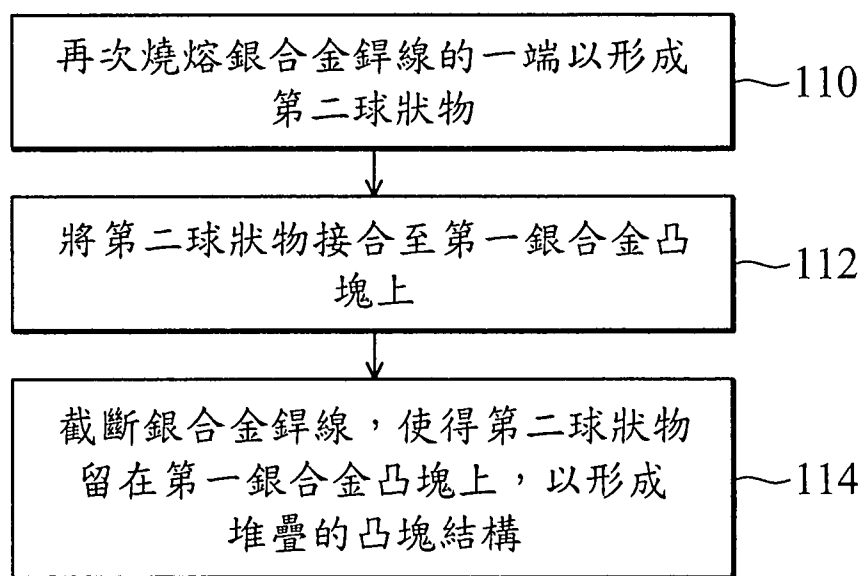 再次燒熔銀合金銲線的一端以形成
第二球狀物
110
將第二球狀物接合至第一銀合金凸
塊上
112
截斷銀合金銲線，使得第二球狀物
留在第一銀合金凸塊上，以形成
堆疊的凸塊結構
114